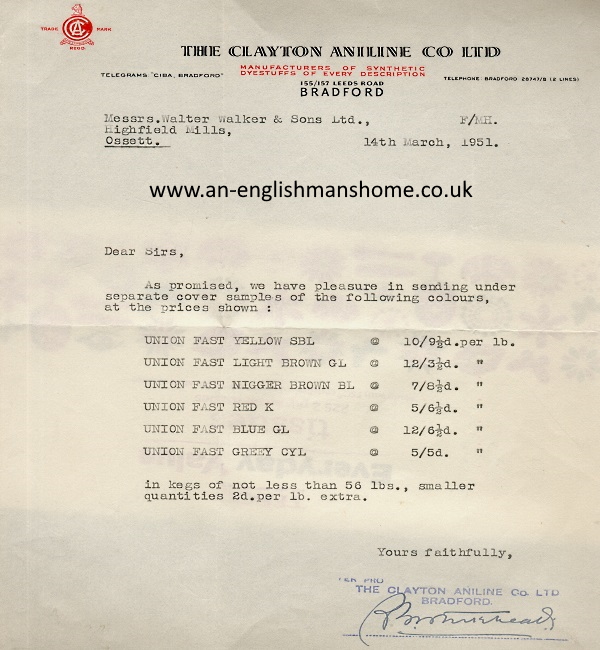 TRADE MARK
CAC
REGD
THE CLAYTON ANILINE CO LTD
TELEGRAMS "CIBA, BRADFORD"
MANUFACTURERS OF SYNTHETIC
DYESTUFFS OF EVERY DESCRIPTION
TELEPHONE BRADFORD 26747/8 (2 LINES)
155/157 LEEDS ROAD
BRADFORD
Messrs.Walter Walker & Sons Ltd., F/MH.
Highfield Mills,
Ossett. 14th March, 1951.
www.an-englishmanshome.co.uk
Dear Sirs,
As promised, we have pleasure in sending under
separate cover samples of the following colours,
at the prices shown :
UNION FAST YELLOW SBL @ 10/9½d.per lb.
UNION FAST LIGHT BROWN GL @ 12/3½d. "
UNION FAST NIGGER BROWN BL @ 7/8½d. "
UNION FAST RED K @ 5/6½d. "
UNION FAST BLUE GL @ 12/6½d. "
UNION FAST GREEY CYL @ 5/5d. "
in kegs of not less than 56 lbs., smaller
quantities 2d.per lb. extra.
Yours faithfully,
PER PRO
THE CLAYTON ANILINE Co. LTD
BRADFORD.